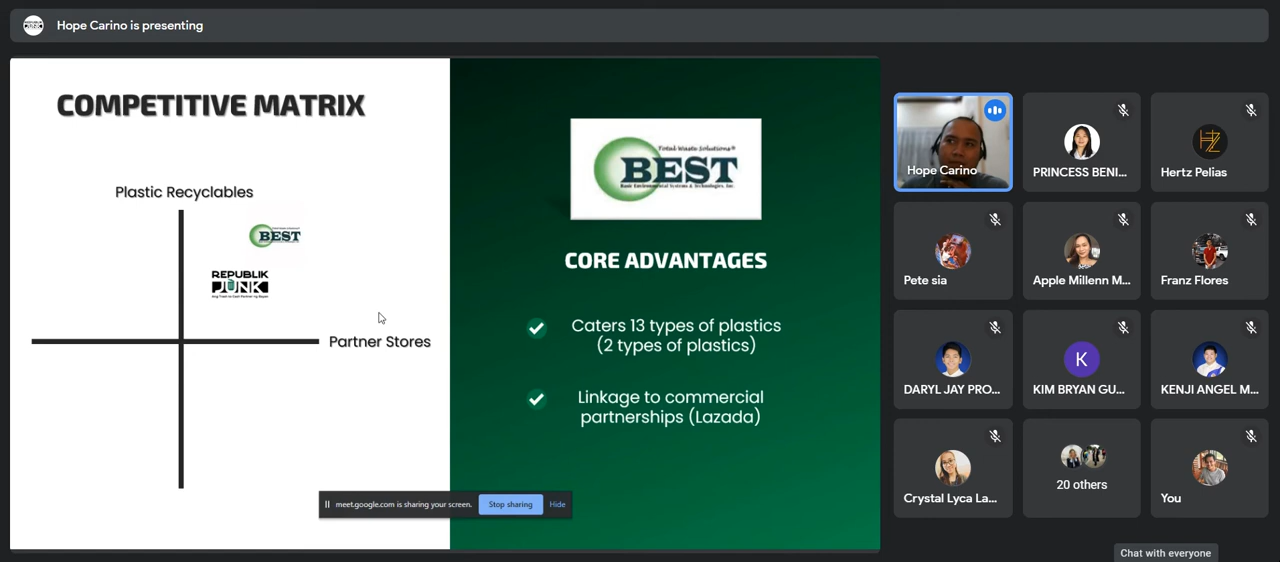 Hope Carino is presenting
COMPETITIVE MATRIX
Plastic Recyclables
BEST
REPUBLIK
JUNK
Partner Stores
Total Waste Solutions®
BEST
Basic Environmental Systems & Technologies, Inc.
CORE ADVANTAGES
Caters 13 types of plastics
(2 types of plastics)
Linkage to commercial
partnerships (Lazada)
meet.google.com is sharing your screen.
Stop sharing
Hide
Hope Carino
PRINCESS BENI...
Hertz Pelias
Pete sia
Apple Millenn M...
Franz Flores
DARYL JAY PRO...
K
KIM BRYAN GU...
KENJI ANGEL M...
Crystal Lyca La...
20 others
You
Chat with everyone